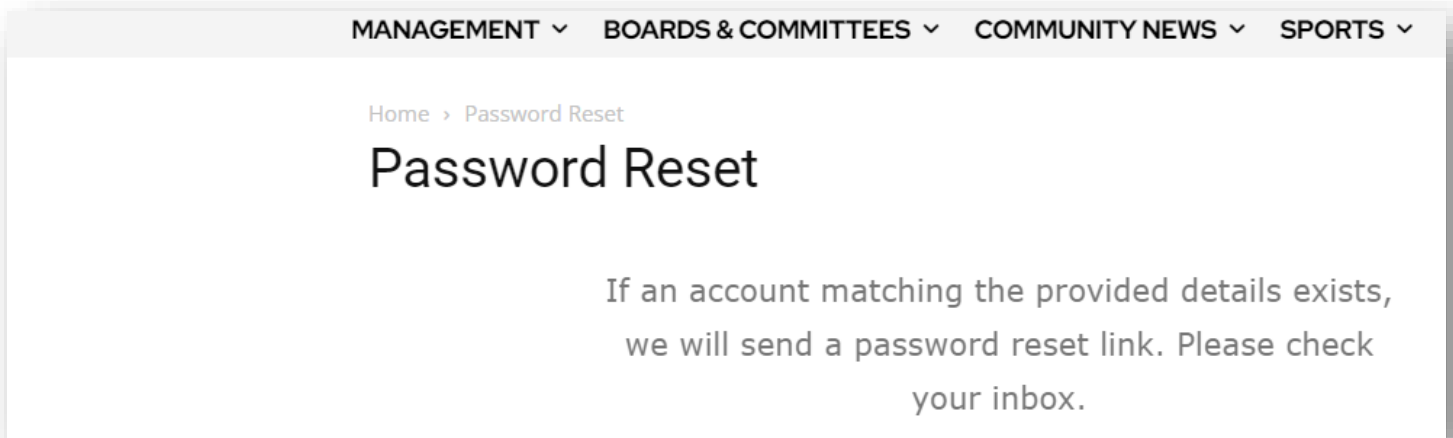 MANAGEMENT BOARDS & COMMITTEES COMMUNITY NEWS SPORTS
Home › Password Reset
Password Reset
If an account matching the provided details exists,
we will send a password reset link. Please check
your inbox.